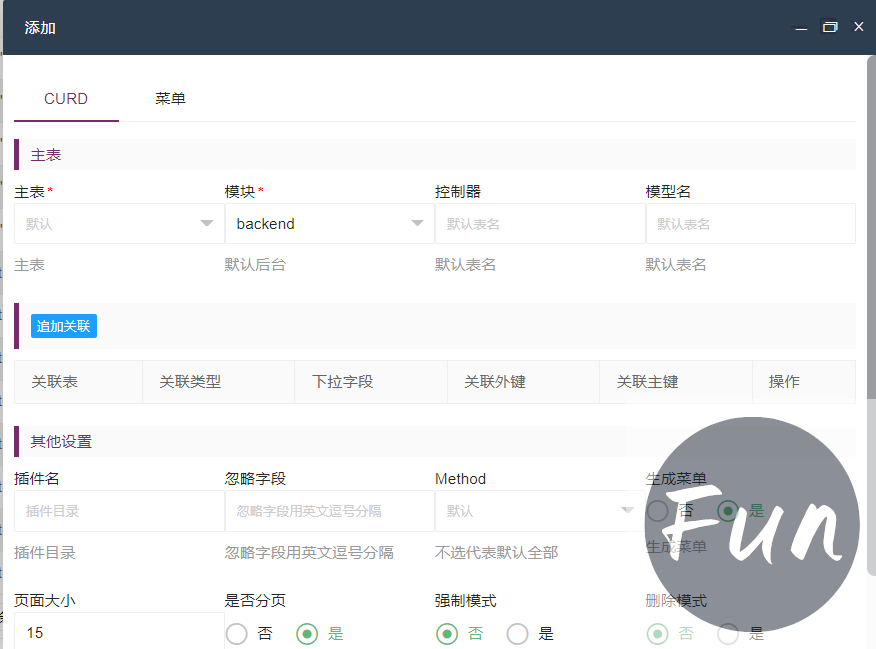 添加
CURD 菜单
主表
主表* 模块* 控制器 模型名
默认 backend 默认表名 默认表名
主表 默认后台 默认表名 默认表名
追加关联
关联表 关联类型 下拉字段 关联外键 关联主键 操作
其他设置
插件名 忽略字段 Method 生成菜单
插件目录 忽略字段用英文逗号分隔 默认 否 是
插件目录 忽略字段用英文逗号分隔 不选代表默认全部 生成菜单
Fun
页面大小 是否分页 强制模式 删除模式
15 否 是 否 是 否 是